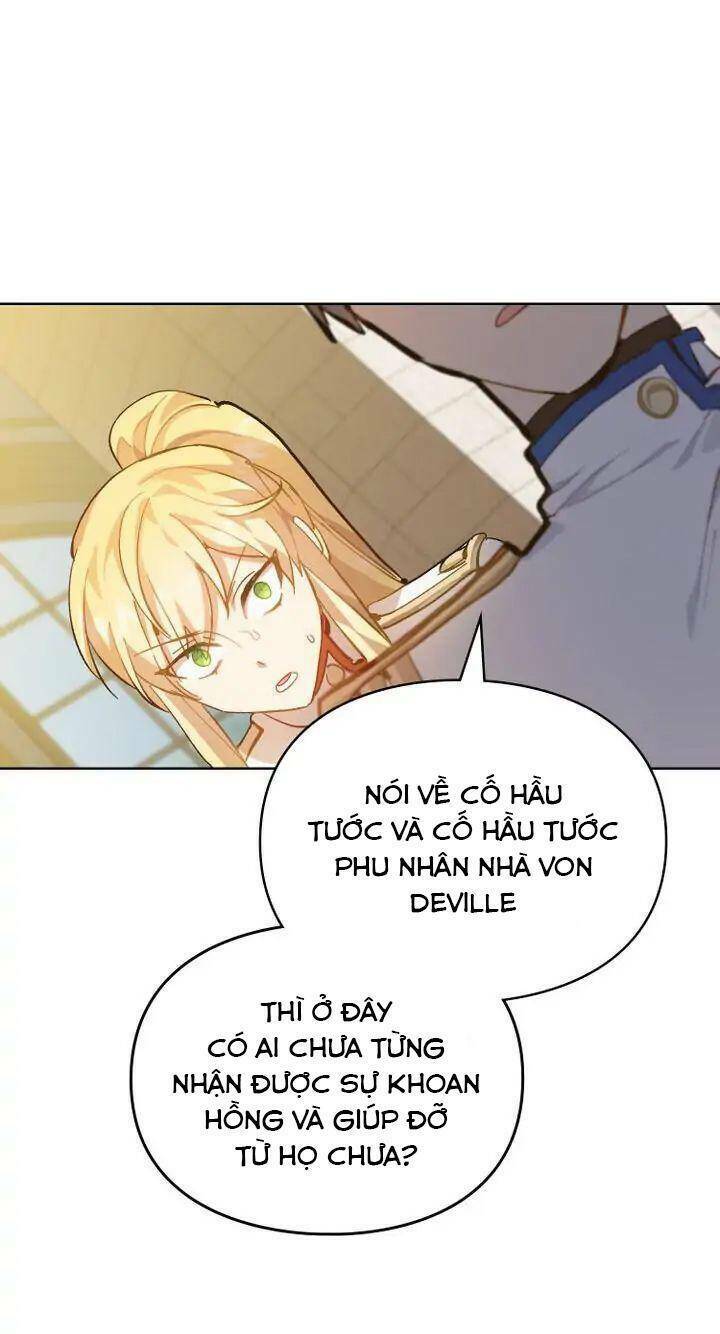 NÓI VỀ CỐ HẦU
TƯỚC VÀ CỐ HẦU TƯỚC
PHU NHÂN NHÀ VON
DEVILLE
THÌ Ở ĐÂY
CÓ AI CHƯA TỪNG
NHẬN ĐƯỢC SỰ KHOAN
HỒNG VÀ GIÚP ĐỠ
TỪ HỌ CHƯA?